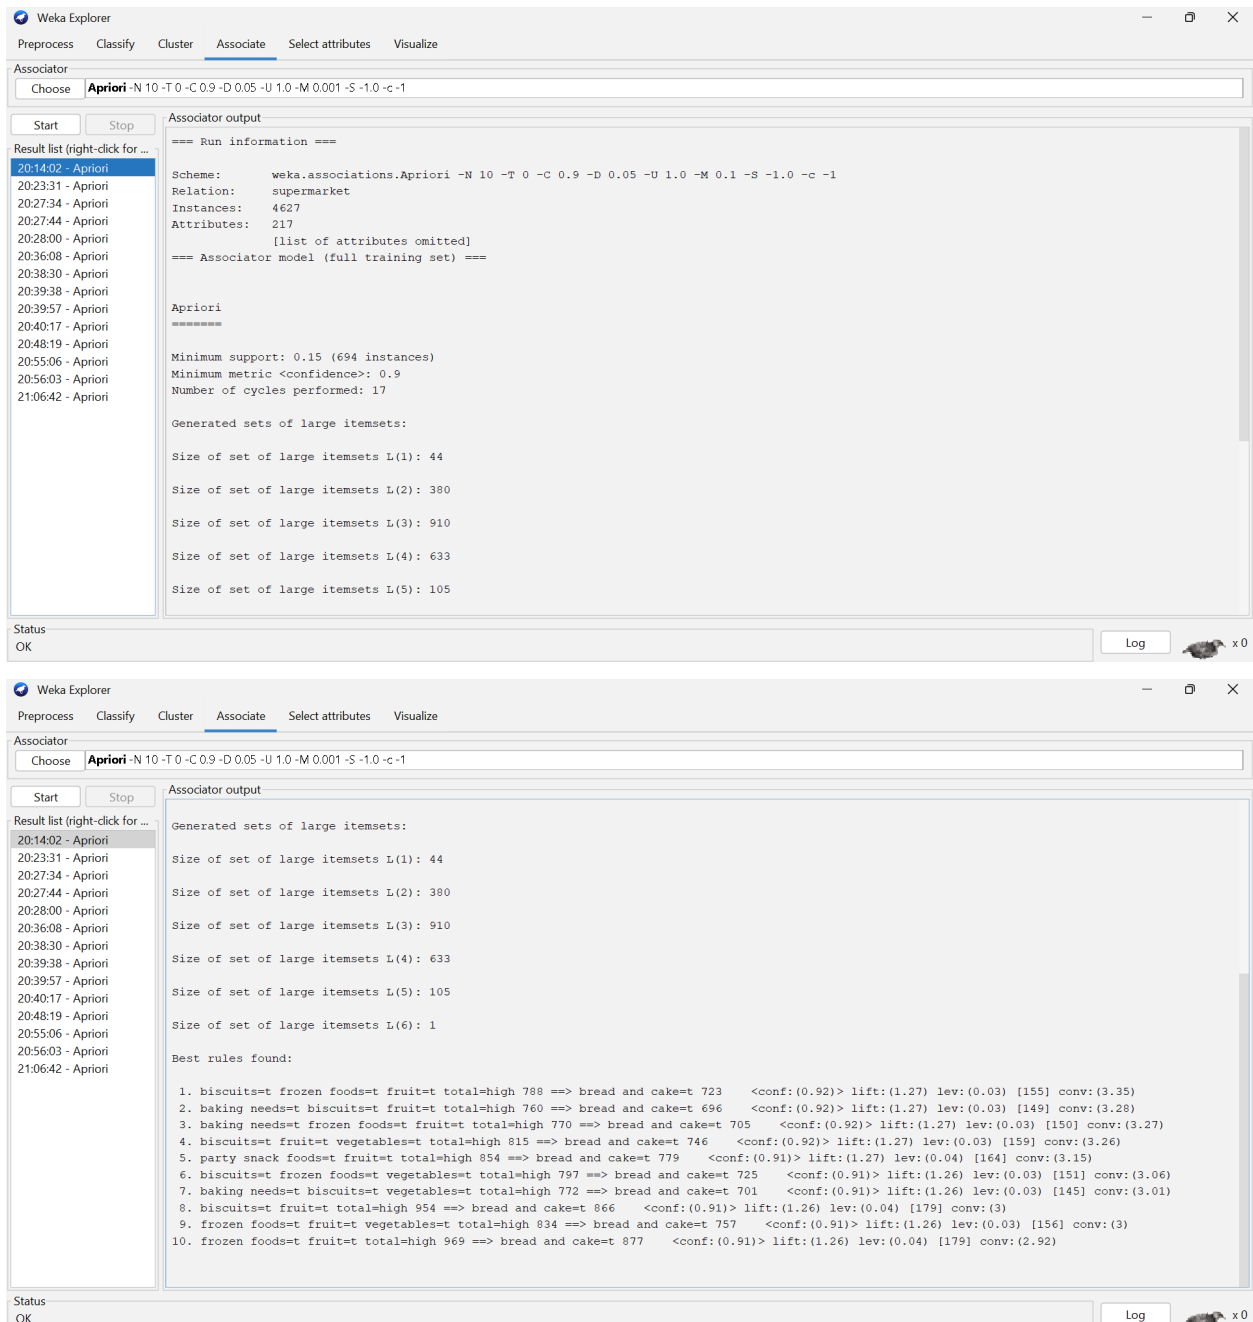 Weka Explorer
Preprocess Classify Cluster Associate Select attributes Visualize
Associator
Choose Apriori -N 10 -T 0 -C 0.9 -D 0.05 -U 1.0 -M 0.001 -S -1.0 -c -1
Start Stop
Result list (right-click for ...
20:14:02 - Apriori
20:23:31 - Apriori
20:27:34 - Apriori
20:27:44 - Apriori
20:28:00 - Apriori
20:36:08 - Apriori
20:38:30 - Apriori
20:39:38 - Apriori
20:39:57 - Apriori
20:40:17 - Apriori
20:48:19 - Apriori
20:55:06 - Apriori
20:56:03 - Apriori
21:06:42 - Apriori
Associator output
=== Run information ===
Scheme: weka.associations.Apriori -N 10 -T 0 -C 0.9 -D 0.05 -U 1.0 -M 0.1 -S -1.0 -c -1
Relation: supermarket
Instances: 4627
Attributes: 217
[list of attributes omitted]
=== Associator model (full training set) ===
Apriori
=======
Minimum support: 0.15 (694 instances)
Minimum metric <confidence>: 0.9
Number of cycles performed: 17
Generated sets of large itemsets:
Size of set of large itemsets L(1): 44
Size of set of large itemsets L(2): 380
Size of set of large itemsets L(3): 910
Size of set of large itemsets L(4): 633
Size of set of large itemsets L(5): 105
Status
OK
Log x 0
Weka Explorer
Preprocess Classify Cluster Associate Select attributes Visualize
Associator
Choose Apriori -N 10 -T 0 -C 0.9 -D 0.05 -U 1.0 -M 0.001 -S -1.0 -c -1
Start Stop
Result list (right-click for ...
20:14:02 - Apriori
20:23:31 - Apriori
20:27:34 - Apriori
20:27:44 - Apriori
20:28:00 - Apriori
20:36:08 - Apriori
20:38:30 - Apriori
20:39:38 - Apriori
20:39:57 - Apriori
20:40:17 - Apriori
20:48:19 - Apriori
20:55:06 - Apriori
20:56:03 - Apriori
21:06:42 - Apriori
Associator output
Generated sets of large itemsets:
Size of set of large itemsets L(1): 44
Size of set of large itemsets L(2): 380
Size of set of large itemsets L(3): 910
Size of set of large itemsets L(4): 633
Size of set of large itemsets L(5): 105
Size of set of large itemsets L(6): 1
Best rules found:
1. biscuits=t frozen foods=t fruit=t total=high 788 ==> bread and cake=t 723 <conf:(0.92)> lift:(1.27) lev:(0.03) [155] conv:(3.35)
2. baking needs=t biscuits=t fruit=t total=high 760 ==> bread and cake=t 696 <conf:(0.92)> lift:(1.27) lev:(0.03) [149] conv:(3.28)
3. baking needs=t frozen foods=t fruit=t total=high 770 ==> bread and cake=t 705 <conf:(0.92)> lift:(1.27) lev:(0.03) [150] conv:(3.27)
4. biscuits=t fruit=t vegetables=t total=high 815 ==> bread and cake=t 746 <conf:(0.92)> lift:(1.27) lev:(0.03) [159] conv:(3.26)
5. party snack foods=t fruit=t total=high 854 ==> bread and cake=t 779 <conf:(0.91)> lift:(1.27) lev:(0.04) [164] conv:(3.15)
6. biscuits=t frozen foods=t vegetables=t total=high 797 ==> bread and cake=t 725 <conf:(0.91)> lift:(1.26) lev:(0.03) [151] conv:(3.06)
7. baking needs=t biscuits=t vegetables=t total=high 772 ==> bread and cake=t 701 <conf:(0.91)> lift:(1.26) lev:(0.03) [145] conv:(3.01)
8. biscuits=t fruit=t total=high 954 ==> bread and cake=t 866 <conf:(0.91)> lift:(1.26) lev:(0.04) [179] conv:(3)
9. frozen foods=t fruit=t vegetables=t total=high 834 ==> bread and cake=t 757 <conf:(0.91)> lift:(1.26) lev:(0.03) [156] conv:(3)
10. frozen foods=t fruit=t total=high 969 ==> bread and cake=t 877 <conf:(0.91)> lift:(1.26) lev:(0.04) [179] conv:(2.92)
Status
OK
Log x 0